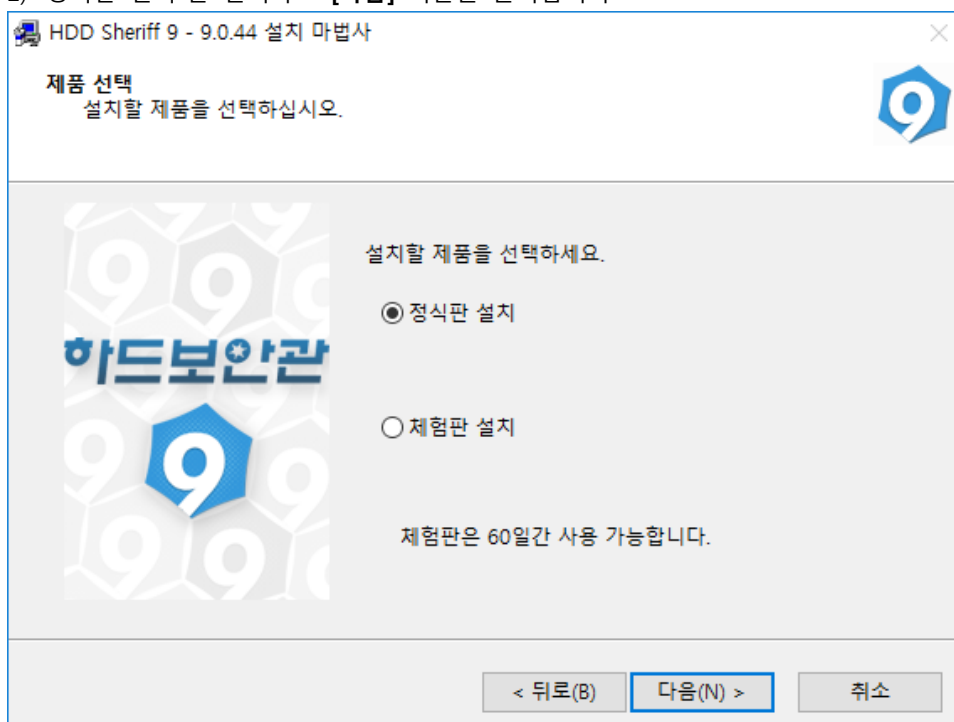 HDD Sheriff 9 - 9.0.44 설치 마법사
제품 선택
설치할 제품을 선택하십시오.
9
하드보안관
9
설치할 제품을 선택하세요.
정식판 설치
체험판 설치
체험판은 60일간 사용 가능합니다.
< 뒤로(B)
다음(N) >
취소